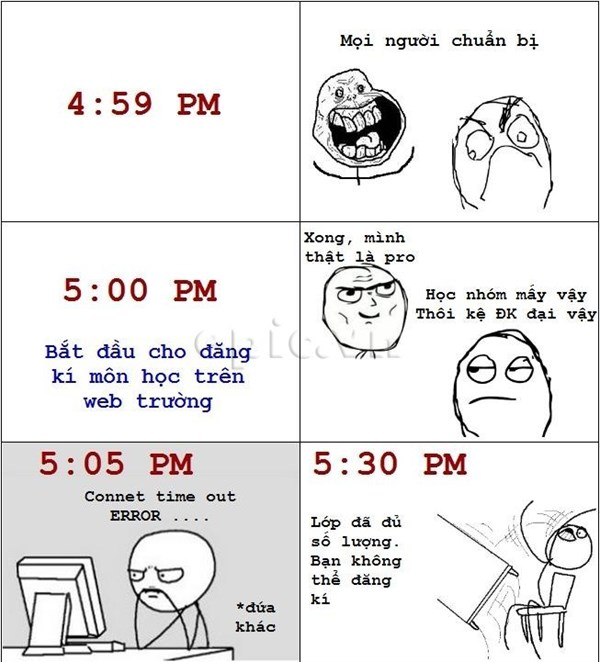 4:59 PM
Mọi người chuẩn bị
5:00 PM
Bắt đầu cho đăng
kí môn học trên
web trường
Xong, mình
thật là pro
Học nhóm mấy vậy
Thôi kệ ĐK đại vậy
epic.vn
5:05 PM
Connet time out
ERROR ....
*đứa
khác
5:30 PM
Lớp đã đủ
số lượng.
Bạn không
thể đăng
kí